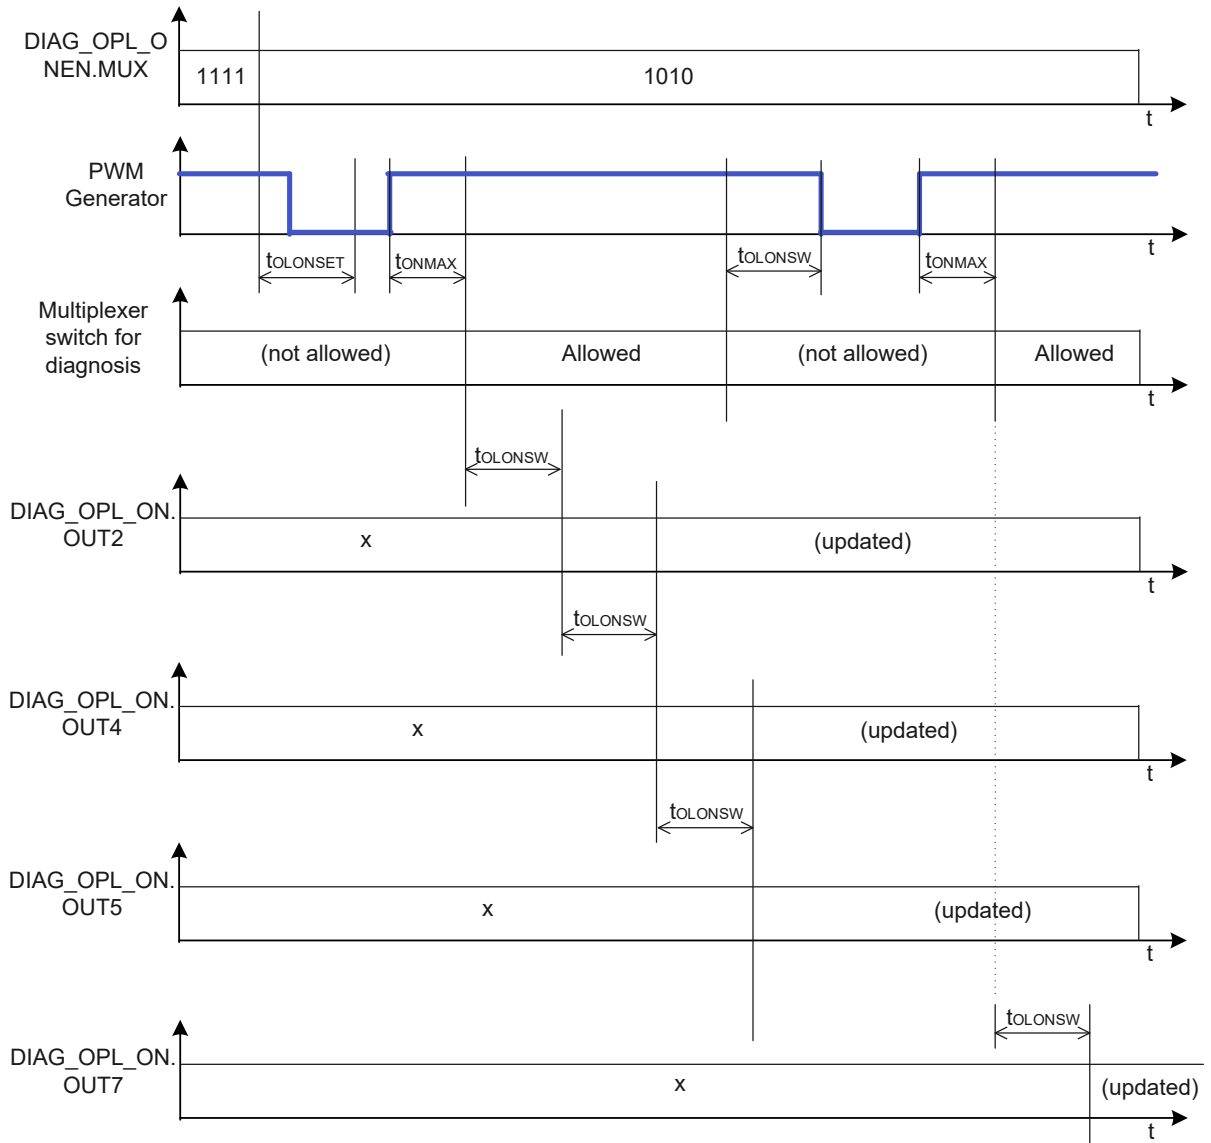 DIAG_OPL_O
NEN.MUX
1111
1010
t
PWM
Generator
t
tOLONSET
tONMAX
tOLONSW
tONMAX
Multiplexer
switch for
diagnosis
(not allowed)
Allowed
(not allowed)
Allowed
t
tOLONSW
DIAG_OPL_ON.
OUT2
x
(updated)
t
tOLONSW
DIAG_OPL_ON.
OUT4
x
(updated)
t
tOLONSW
DIAG_OPL_ON.
OUT5
x
(updated)
t
tOLONSW
DIAG_OPL_ON.
OUT7
x
(updated)
t